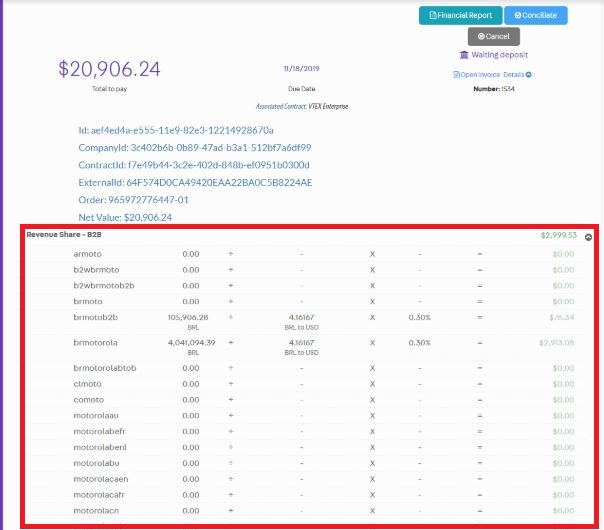 Financial Report
Conciliate
Cancel
$20,906.24
11/18/2019
Waiting deposit
Total to pay
Due Date
Open Invoice Details
Number: 1534
Associated Contract: VTEX Enterprise
Id: aef4ed4a-e555-11e9-82e3-12214928670a
CompanyId: 3c402b6b-0b89-47ad-b3a1-512bf7a6df99
ContractId: f7e49b44-3c2e-402d-848b-ef0951b0300d
ExternalId: 64F574D0CA49420EAA22BA0C5B8224AE
Order: 965972776447-01
Net Value: $20,906.24
Revenue Share - B2B $2,999.53
armoto 0.00 ÷ - X - = $0.00
b2wbrmoto 0.00 ÷ - X - = $0.00
b2wbrmotob2b 0.00 ÷ - X - = $0.00
brmoto 0.00 ÷ - X - = $0.00
brmotob2b 105,906.28 ÷ 4.16167 X 0.30% = $76.34
BRL BRL to USD
brmotorola 4,041,094.39 ÷ 4.16167 X 0.30% = $2,913.08
BRL BRL to USD
brmotorolabtob 0.00 ÷ - X - = $0.00
clmoto 0.00 ÷ - X - = $0.00
comoto 0.00 ÷ - X - = $0.00
motorolaau 0.00 ÷ - X - = $0.00
motorolabefr 0.00 ÷ - X - = $0.00
motorolabenl 0.00 ÷ - X - = $0.00
motorolabu 0.00 ÷ - X - = $0.00
motorolacaen 0.00 ÷ - X - = $0.00
motorolacafr 0.00 ÷ - X - = $0.00
motorolacn 0.00 ÷ - X - = $0.00